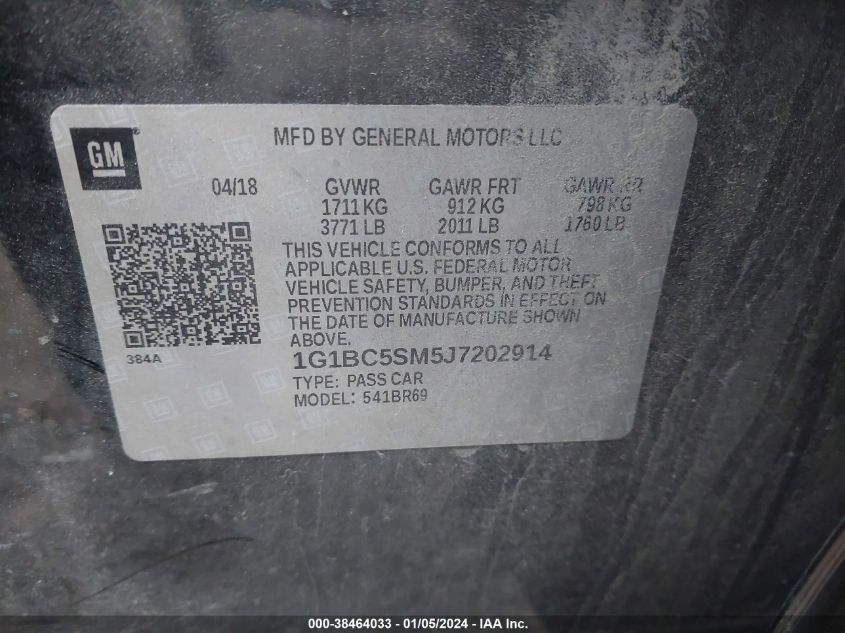 GM
MFD BY GENERAL MOTORS LLC
04/18 GVWR GAWR FRT GAWR RR
1711 KG 912 KG 798 KG
3771 LB 2011 LB 1760 LB
THIS VEHICLE CONFORMS TO ALL
APPLICABLE U.S. FEDERAL MOTOR
VEHICLE SAFETY, BUMPER, AND THEFT
PREVENTION STANDARDS IN EFFECT ON
THE DATE OF MANUFACTURE SHOWN
ABOVE.
384A
1G1BC5SM5J7202914
TYPE: PASS CAR
MODEL: 541BR69
000-38464033 - 01/05/2024 - IAA Inc.